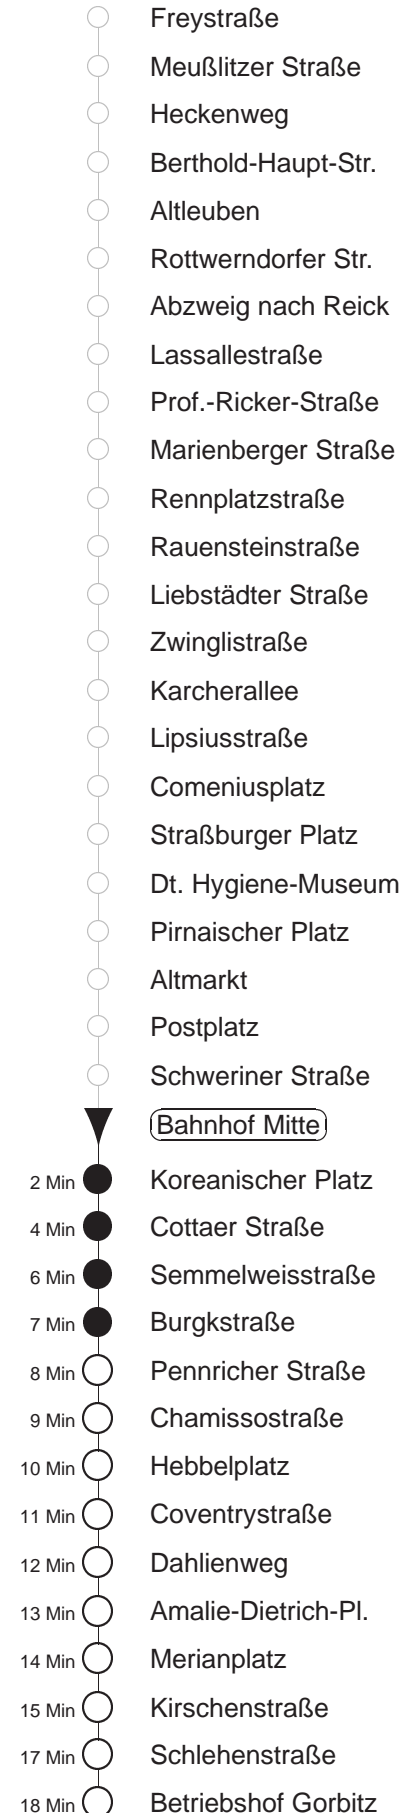 Freystraße
Meußlitzer Straße
Heckenweg
Berthold-Haupt-Str.
Altleuben
Rottwerndorfer Str.
Abzweig nach Reick
Lassallestraße
Prof.-Ricker-Straße
Marienberger Straße
Rennplatzstraße
Rauensteinstraße
Liebstädter Straße
Zwinglistraße
Karcherallee
Lipsiusstraße
Comeniusplatz
Straßburger Platz
Dt. Hygiene-Museum
Pirnaischer Platz
Altmarkt
Postplatz
Schweriner Straße
Bahnhof Mitte
2 Min Koreanischer Platz
4 Min Cottaer Straße
6 Min Semmelweisstraße
7 Min Burgkstraße
8 Min Pennricher Straße
9 Min Chamissostraße
10 Min Hebbelplatz
11 Min Coventrystraße
12 Min Dahlienweg
13 Min Amalie-Dietrich-Pl.
14 Min Merianplatz
15 Min Kirschenstraße
17 Min Schlehenstraße
18 Min Betriebshof Gorbitz